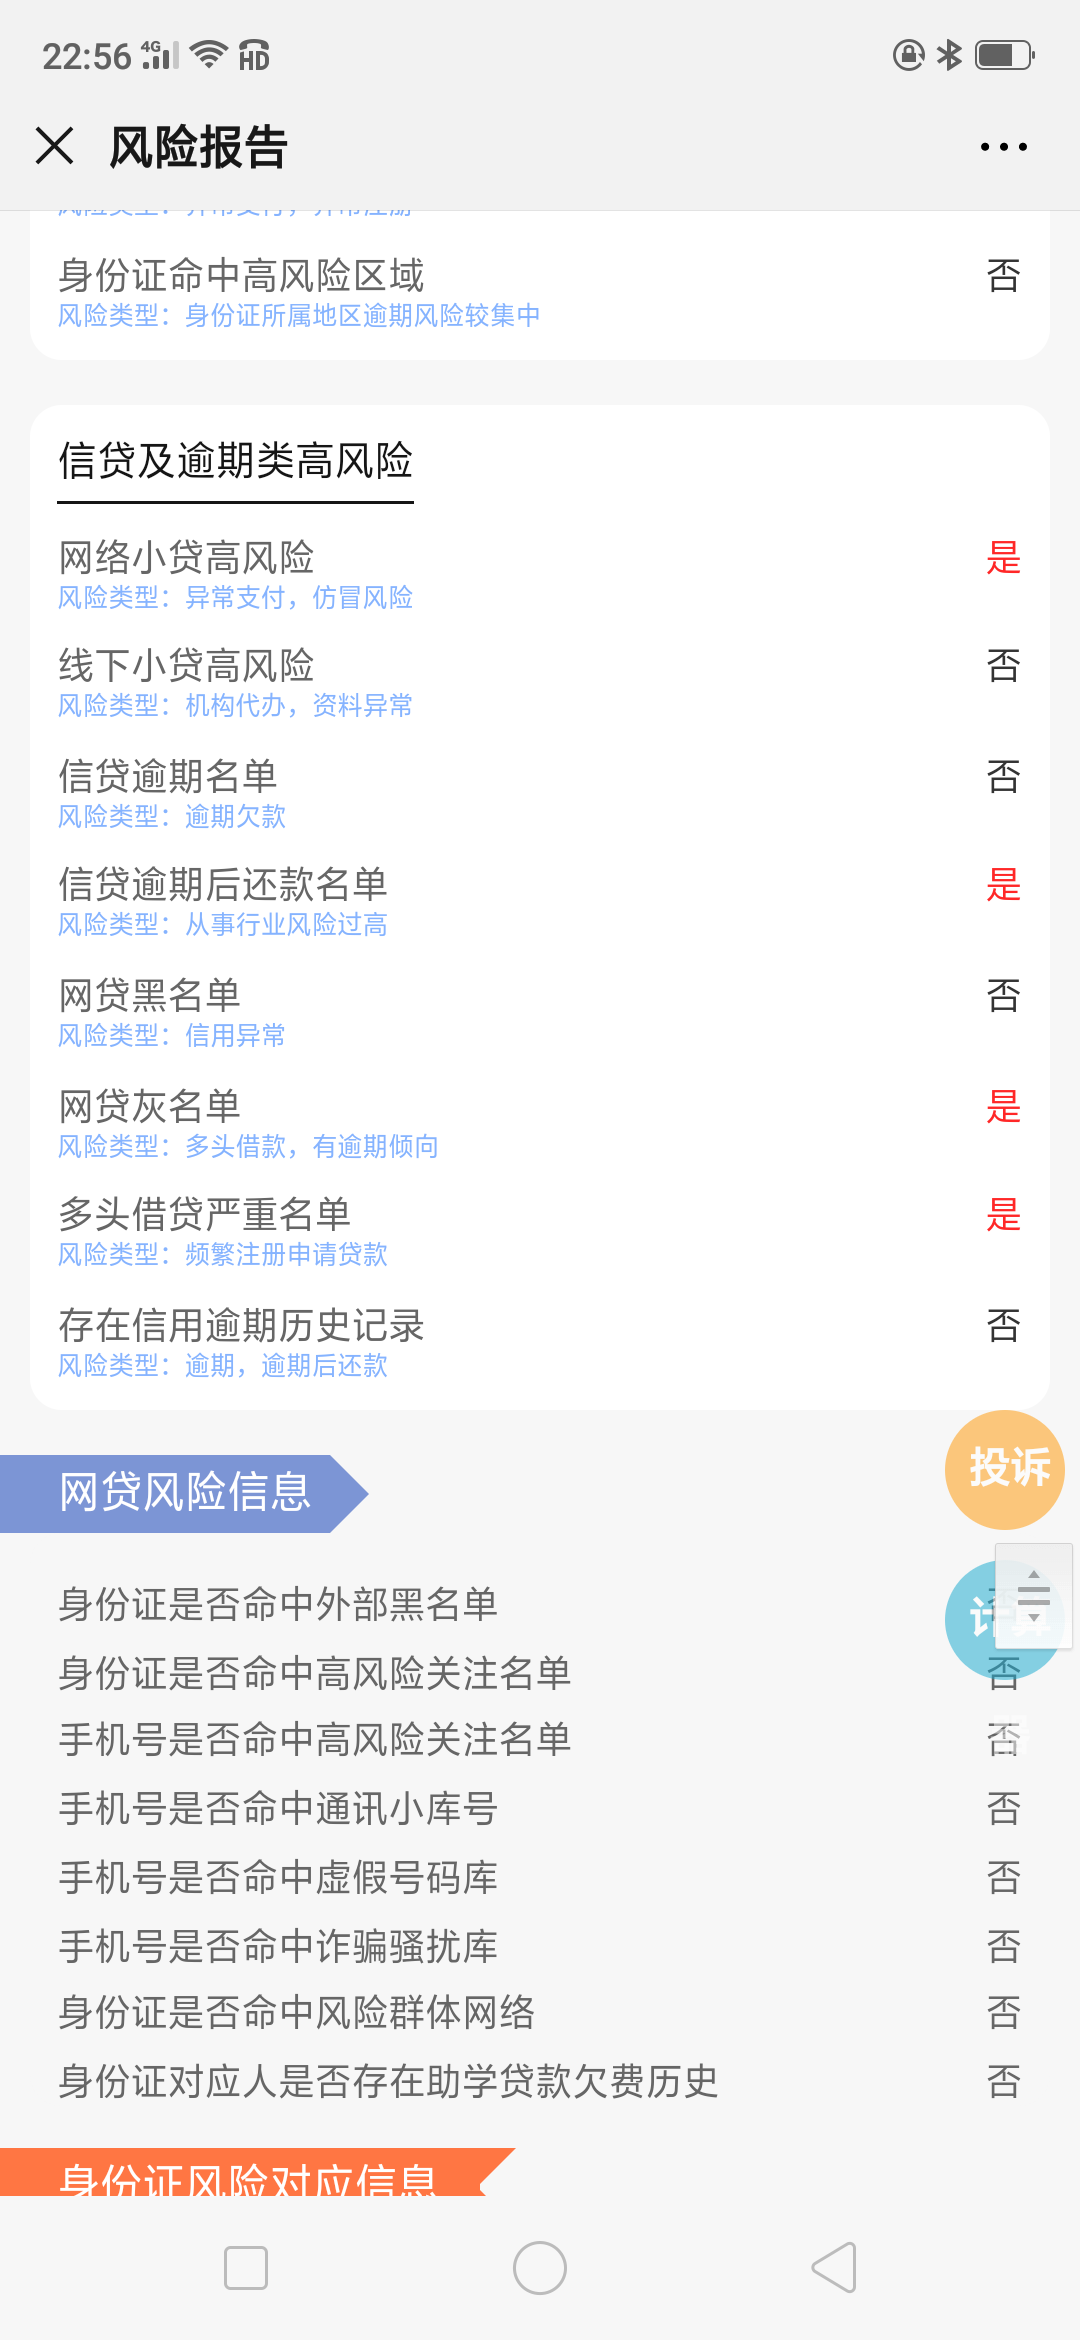 22:56 4G HD
风险报告
风险类型：异常支付，异常注册
身份证命中高风险区域 否
风险类型：身份证所属地区逾期风险较集中
信贷及逾期类高风险
网络小贷高风险 是
风险类型：异常支付，仿冒风险
线下小贷高风险 否
风险类型：机构代办，资料异常
信贷逾期名单 否
风险类型：逾期欠款
信贷逾期后还款名单 是
风险类型：从事行业风险过高
网贷黑名单 否
风险类型：信用异常
网贷灰名单 是
风险类型：多头借款，有逾期倾向
多头借贷严重名单 是
风险类型：频繁注册申请贷款
存在信用逾期历史记录 否
风险类型：逾期，逾期后还款
投诉
网贷风险信息
身份证是否命中外部黑名单 否
计算
身份证是否命中高风险关注名单 否
手机号是否命中高风险关注名单 否
器
手机号是否命中通讯小库号 否
手机号是否命中虚假号码库 否
手机号是否命中诈骗骚扰库 否
身份证是否命中风险群体网络 否
身份证对应人是否存在助学贷款欠费历史 否
身份证风险对应信息